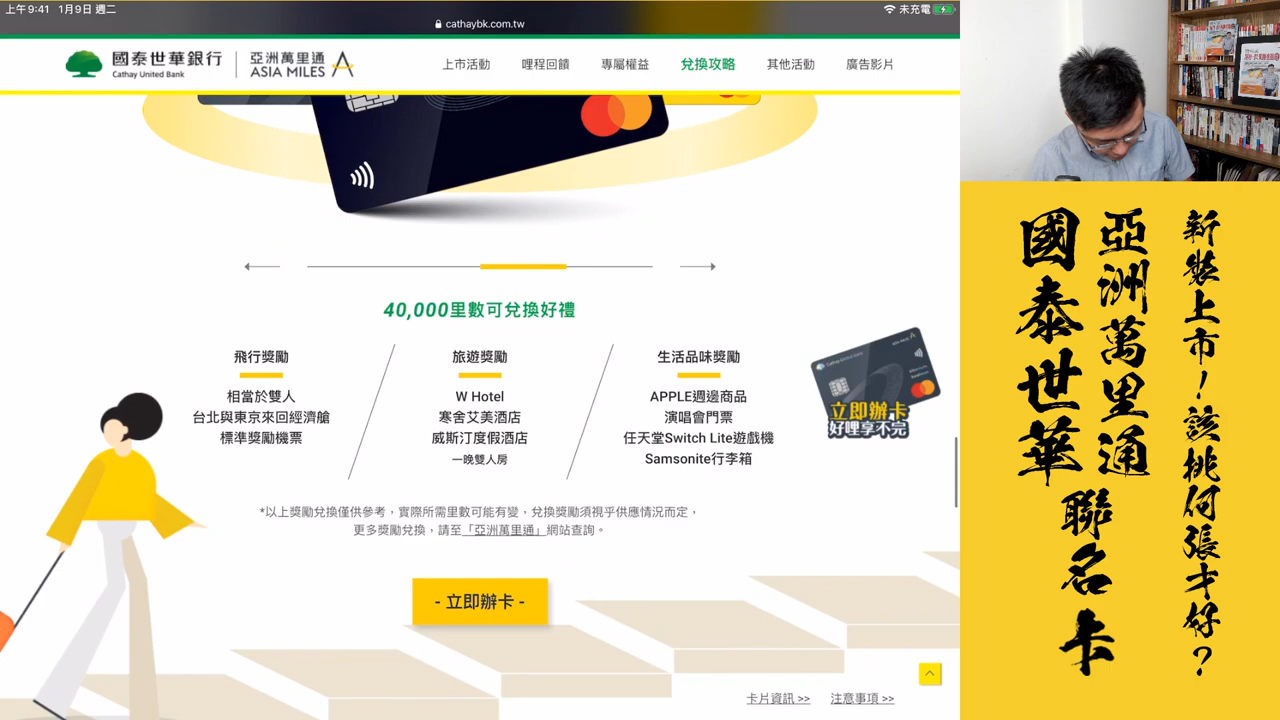 上午9:41 1月9日 週二
cathaybk.com.tw
未充電
國泰世華銀行
Cathay United Bank
亞洲萬里通
ASIA MILES
上市活動 哩程回饋 專屬權益 兌換攻略 其他活動 廣告影片
40,000里數可兌換好禮
飛行獎勵
相當於雙人
台北與東京來回經濟艙
標準獎勵機票
旅遊獎勵
W Hotel
寒舍艾美酒店
威斯汀度假酒店
一晚雙人房
生活品味獎勵
APPLE週邊商品
演唱會門票
任天堂Switch Lite遊戲機
Samsonite行李箱
立即辦卡
好哩享不完
*以上獎勵兌換僅供參考，實際所需里數可能有變，兌換獎勵須視乎供應情況而定，
更多獎勵兌換，請至「亞洲萬里通」網站查詢。
- 立即辦卡 -
卡片資訊 >> 注意事項 >>
新裝上市！該挑何張才好？
亞洲萬里通
國泰世華
聯名卡